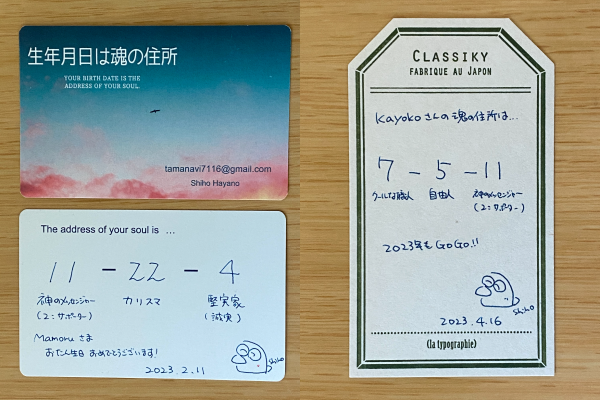 生年月日は魂の住所
YOUR BIRTH DATE IS THE
ADDRESS OF YOUR SOUL.
tamanavi7116@gmail.com
Shiho Hayano
The address of your soul is …
11 – 22 – 4
神のメッセンジャー カリスマ 堅実家
(2:サポーター) (誠実)
Mamoru さま
おたん生日 おめでとうございます!
Shiho
2023.2.11
CLASSIKY
FABRIQUE AU JAPON
Kayokoさんの魂の住所は…
7 – 5 – 11
クールな職人 自由人 神のメッセンジャー
(2:サポーター)
2023年も GoGo!!
Shiho
2023.4.16
(la typographie)